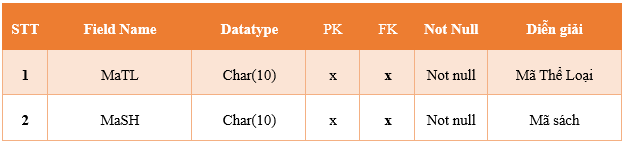 STT Field Name Datatype PK FK Not Null Diễn giải
1 MaTL Char(10) x x Not null Mã Thể Loại
2 MaSH Char(10) x x Not null Mã sách